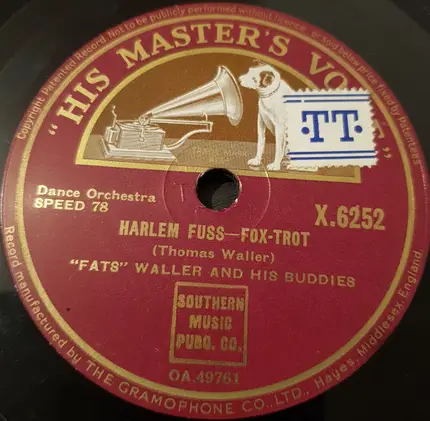 Copyright. Patented Record. Not to be publicly performed without licence, or sold below price fixed by Patentees.
"HIS MASTER'S VO
·TT·
Dance Orchestra
SPEED 78
X.6252
HARLEM FUSS—FOX-TROT
(Thomas Waller)
"FATS" WALLER AND HIS BUDDIES
SOUTHERN
MUSIC
PUBG. CO.
OA.49761
Record manufactured by THE GRAMOPHONE CO., LTD., Hayes, Middlesex, England.